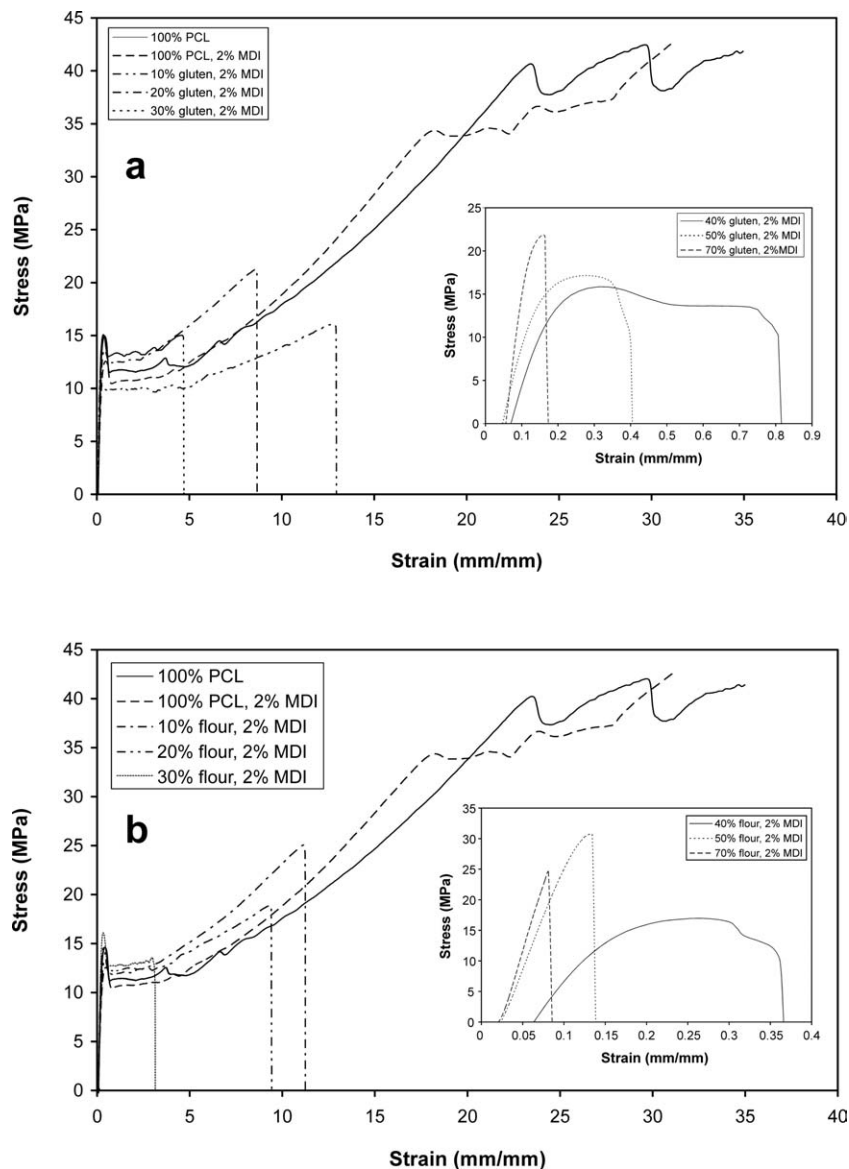 45
40
35
30
25
20
15
10
5
0
Stress (MPa)
100% PCL
100% PCL, 2% MDI
10% gluten, 2% MDI
20% gluten, 2% MDI
30% gluten, 2% MDI
a
25
20
15
10
5
0
Stress (MPa)
40% gluten, 2% MDI
50% gluten, 2% MDI
70% gluten, 2%MDI
0 0.1 0.2 0.3 0.4 0.5 0.6 0.7 0.8 0.9
Strain (mm/mm)
0 5 10 15 20 25 30 35 40
Strain (mm/mm)
45
40
35
30
25
20
15
10
5
0
Stress (MPa)
100% PCL
100% PCL, 2% MDI
10% flour, 2% MDI
20% flour, 2% MDI
30% flour, 2% MDI
b
35
30
25
20
15
10
5
0
Stress (MPa)
40% flour, 2% MDI
50% flour, 2% MDI
70% flour, 2% MDI
0 0.05 0.1 0.15 0.2 0.25 0.3 0.35 0.4
Strain (mm/mm)
0 5 10 15 20 25 30 35 40
Strain (mm/mm)